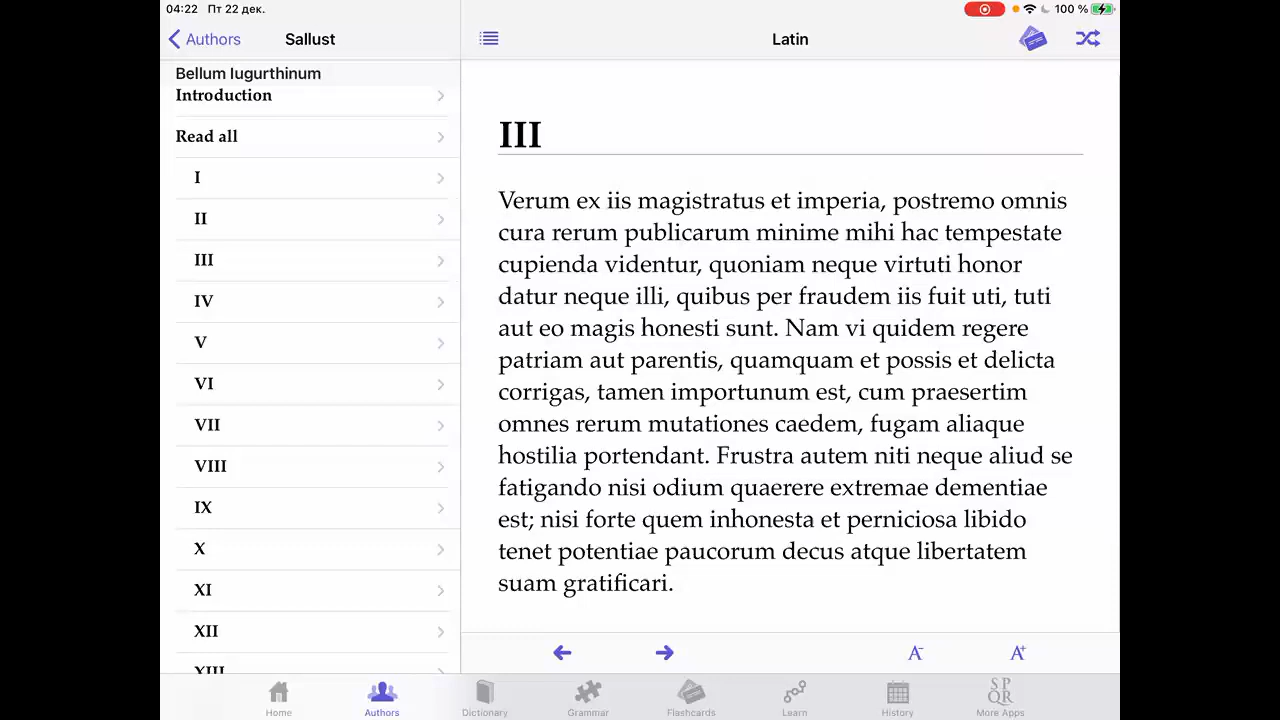 04:22 Пт 22 дек.
100 %
Authors
Sallust
Latin
Bellum Iugurthinum
Introduction
Read all
I
II
III
IV
V
VI
VII
VIII
IX
X
XI
XII
XIII
III
Verum ex iis magistratus et imperia, postremo omnis
cura rerum publicarum minime mihi hac tempestate
cupienda videntur, quoniam neque virtuti honor
datur neque illi, quibus per fraudem iis fuit uti, tuti
aut eo magis honesti sunt. Nam vi quidem regere
patriam aut parentis, quamquam et possis et delicta
corrigas, tamen importunum est, cum praesertim
omnes rerum mutationes caedem, fugam aliaque
hostilia portendant. Frustra autem niti neque aliud se
fatigando nisi odium quaerere extremae dementiae
est; nisi forte quem inhonesta et perniciosa libido
tenet potentiae paucorum decus atque libertatem
suam gratificari.
A-
A+
Home
Authors
Dictionary
Grammar
Flashcards
Learn
History
SP
QR
More Apps